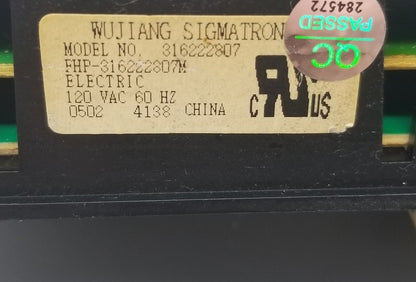 WUJIANG SIGMATRON
MODEL NO. 316222807
FHP-316222807M
ELECTRIC
120 VAC 60 HZ
0502 4138 CHINA
C US
QC
PASSED
284572